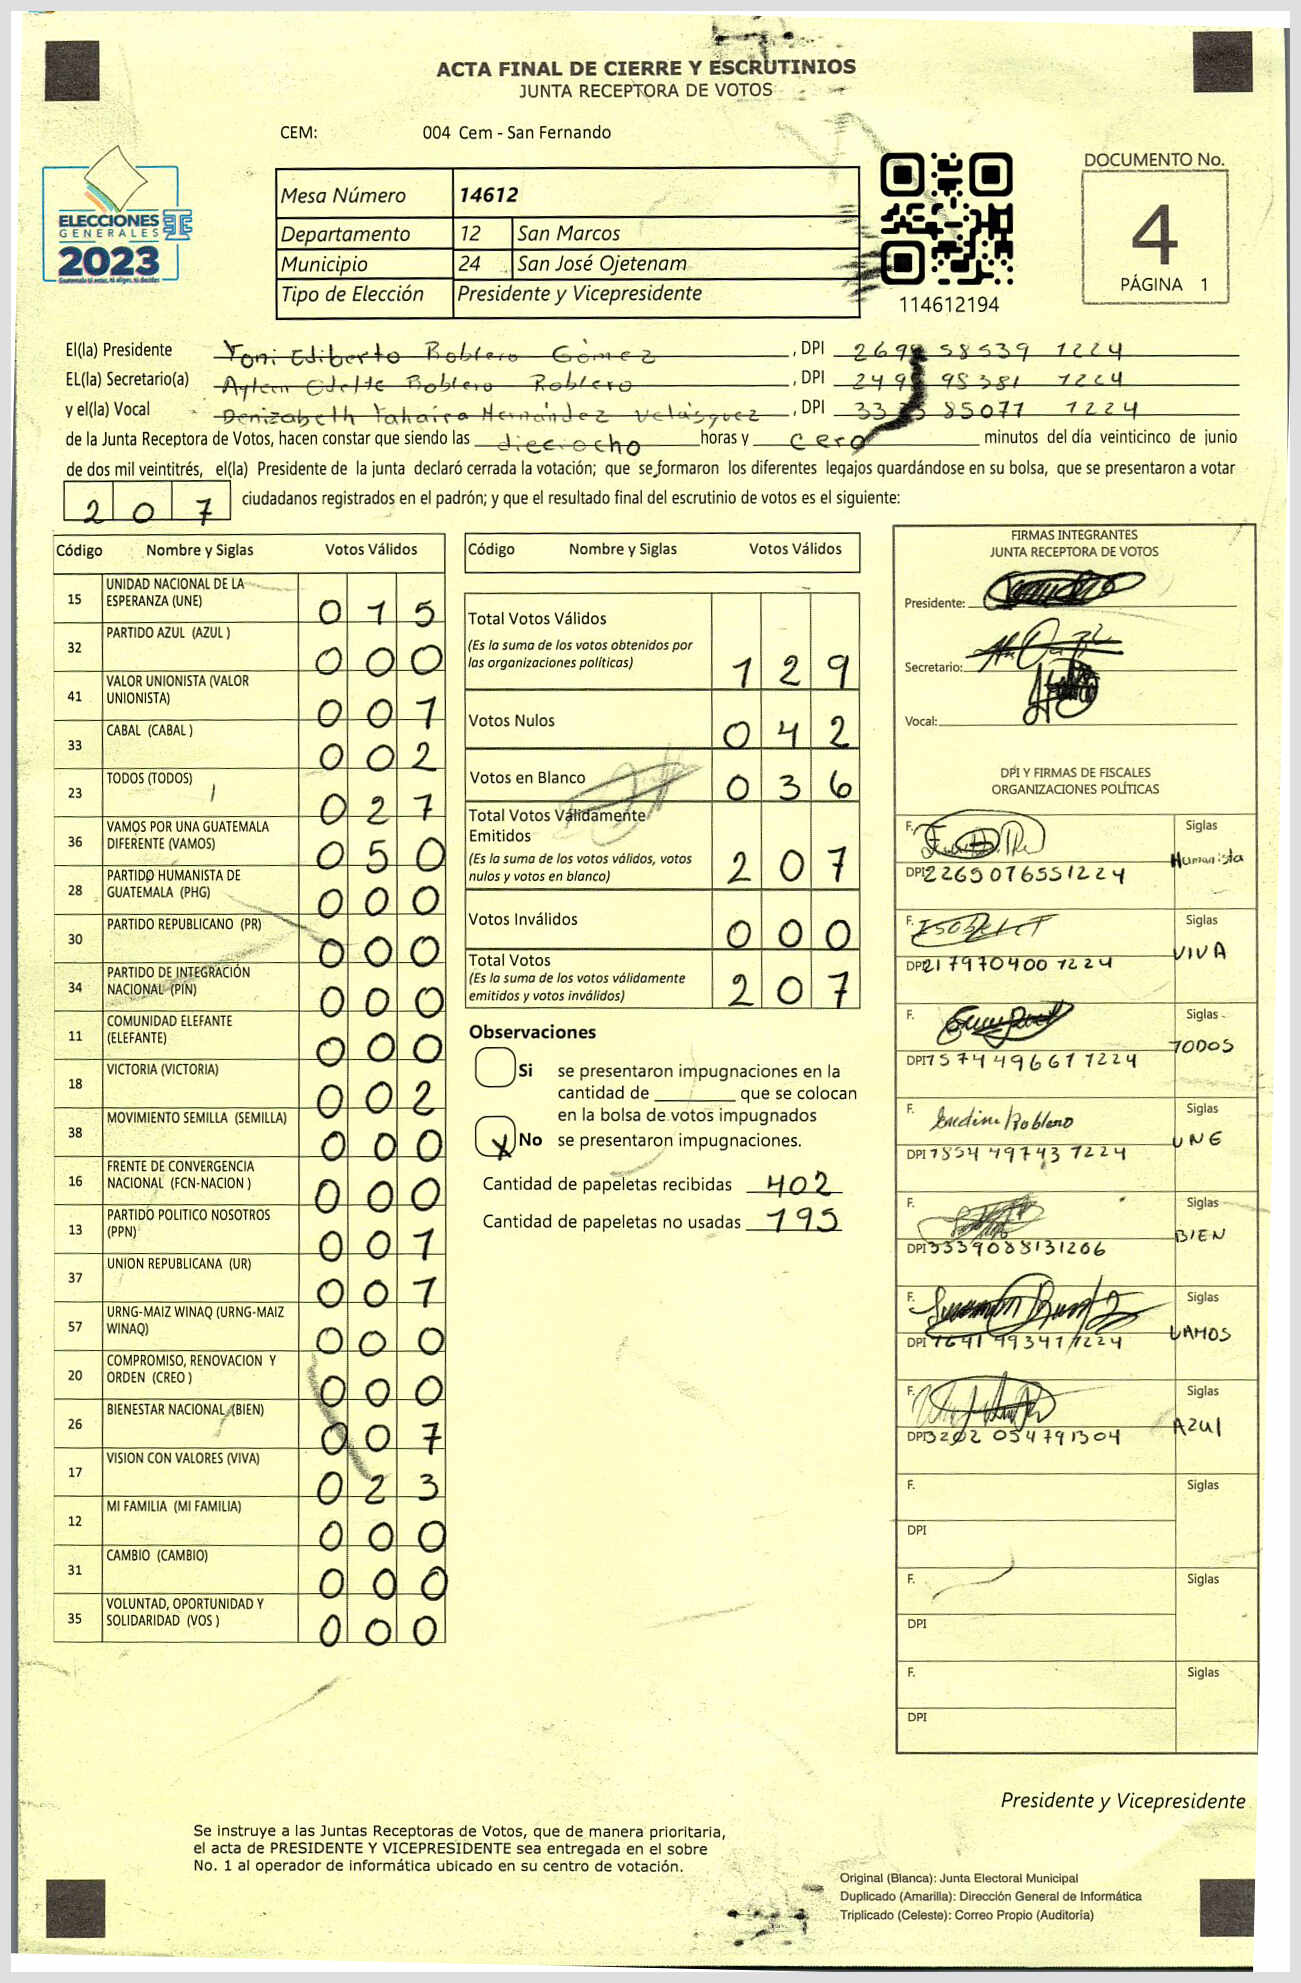 ACTA FINAL DE CIERRE Y ESCRUTINIOS
JUNTA RECEPTORA DE VOTOS
CEM: 004 Cem - San Fernando
ELECCIONES
GENERALES
2023
Mesa Número 14612
Departamento 12 San Marcos
Municipio 24 San José Ojetenam
Tipo de Elección Presidente y Vicepresidente
114612194
DOCUMENTO No.
4
PÁGINA 1
El(la) Presidente Yoni Ediberto Roblero Gómez , DPI 58539 1224
EL(la) Secretario(a) Roblero Roblero , DPI 98381 1224
y el(la) Vocal Denizabeth Yahaira Hernández Velásquez , DPI 85071 1224
de la Junta Receptora de Votos, hacen constar que siendo las dieciocho horas y cero minutos del día veinticinco de junio
de dos mil veintitrés, el(la) Presidente de la junta declaró cerrada la votación; que se formaron los diferentes legajos guardándose en su bolsa, que se presentaron a votar
207 ciudadanos registrados en el padrón; y que el resultado final del escrutinio de votos es el siguiente:
Código Nombre y Siglas Votos Válidos
15 UNIDAD NACIONAL DE LA
ESPERANZA (UNE) 015
32 PARTIDO AZUL (AZUL ) 000
41 VALOR UNIONISTA (VALOR
UNIONISTA) 001
33 CABAL (CABAL ) 002
23 TODOS (TODOS) 027
36 VAMOS POR UNA GUATEMALA
DIFERENTE (VAMOS) 050
28 PARTIDO HUMANISTA DE
GUATEMALA (PHG) 000
30 PARTIDO REPUBLICANO (PR) 000
34 PARTIDO DE INTEGRACIÓN
NACIONAL (PIN) 000
11 COMUNIDAD ELEFANTE
(ELEFANTE) 000
18 VICTORIA (VICTORIA) 002
38 MOVIMIENTO SEMILLA (SEMILLA) 000
16 FRENTE DE CONVERGENCIA
NACIONAL (FCN-NACION ) 000
13 PARTIDO POLITICO NOSOTROS
(PPN) 001
37 UNION REPUBLICANA (UR) 001
57 URNG-MAIZ WINAQ (URNG-MAIZ
WINAQ) 000
20 COMPROMISO, RENOVACION Y
ORDEN (CREO ) 000
26 BIENESTAR NACIONAL (BIEN) 007
17 VISION CON VALORES (VIVA) 023
12 MI FAMILIA (MI FAMILIA) 000
31 CAMBIO (CAMBIO) 000
35 VOLUNTAD, OPORTUNIDAD Y
SOLIDARIDAD (VOS ) 000
Código Nombre y Siglas Votos Válidos
Total Votos Válidos
(Es la suma de los votos obtenidos por
las organizaciones políticas) 129
Votos Nulos 042
Votos en Blanco 036
Total Votos Válidamente
Emitidos
(Es la suma de los votos válidos, votos
nulos y votos en blanco) 207
Votos Inválidos 000
Total Votos
(Es la suma de los votos válidamente
emitidos y votos inválidos) 207
Observaciones
Si se presentaron impugnaciones en la
cantidad de ________ que se colocan
en la bolsa de votos impugnados
X No se presentaron impugnaciones.
Cantidad de papeletas recibidas 402
Cantidad de papeletas no usadas 195
FIRMAS INTEGRANTES
JUNTA RECEPTORA DE VOTOS
Presidente:
Secretario:
Vocal:
DPI Y FIRMAS DE FISCALES
ORGANIZACIONES POLÍTICAS
F. Siglas
DPI 2265076551224 Humanista
F. Siglas
DPI 217970400 1224 VIVA
F. Siglas
DPI 1574496611224 TODOS
F. Roblero Siglas
DPI 1854 49743 1224 UNE
F. Siglas
DPI 3339088131206 BIEN
F. Siglas
DPI 1641 99341 1224 VAMOS
F. Siglas
DPI 3202 054791304 AZUL
F. Siglas
DPI
F. Siglas
DPI
F. Siglas
DPI
Presidente y Vicepresidente
Se instruye a las Juntas Receptoras de Votos, que de manera prioritaria,
el acta de PRESIDENTE Y VICEPRESIDENTE sea entregada en el sobre
No. 1 al operador de informática ubicado en su centro de votación.
Original (Blanca): Junta Electoral Municipal
Duplicado (Amarilla): Dirección General de Informática
Triplicado (Celeste): Correo Propio (Auditoría)